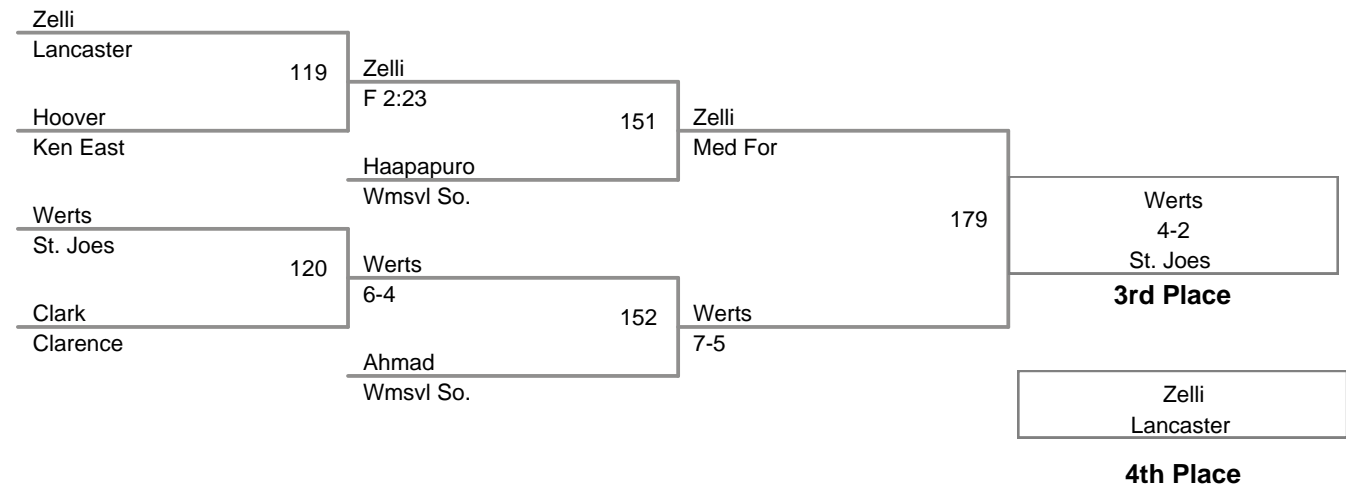 Zelli
Lancaster
119
Zelli
F 2:23
Hoover
Ken East
151
Zelli
Med For
Haapapuro
Wmsvl So.
Werts
St. Joes
179
Werts
4-2
St. Joes
3rd Place
120
Werts
6-4
Clark
Clarence
152
Werts
7-5
Ahmad
Wmsvl So.
Zelli
Lancaster
4th Place